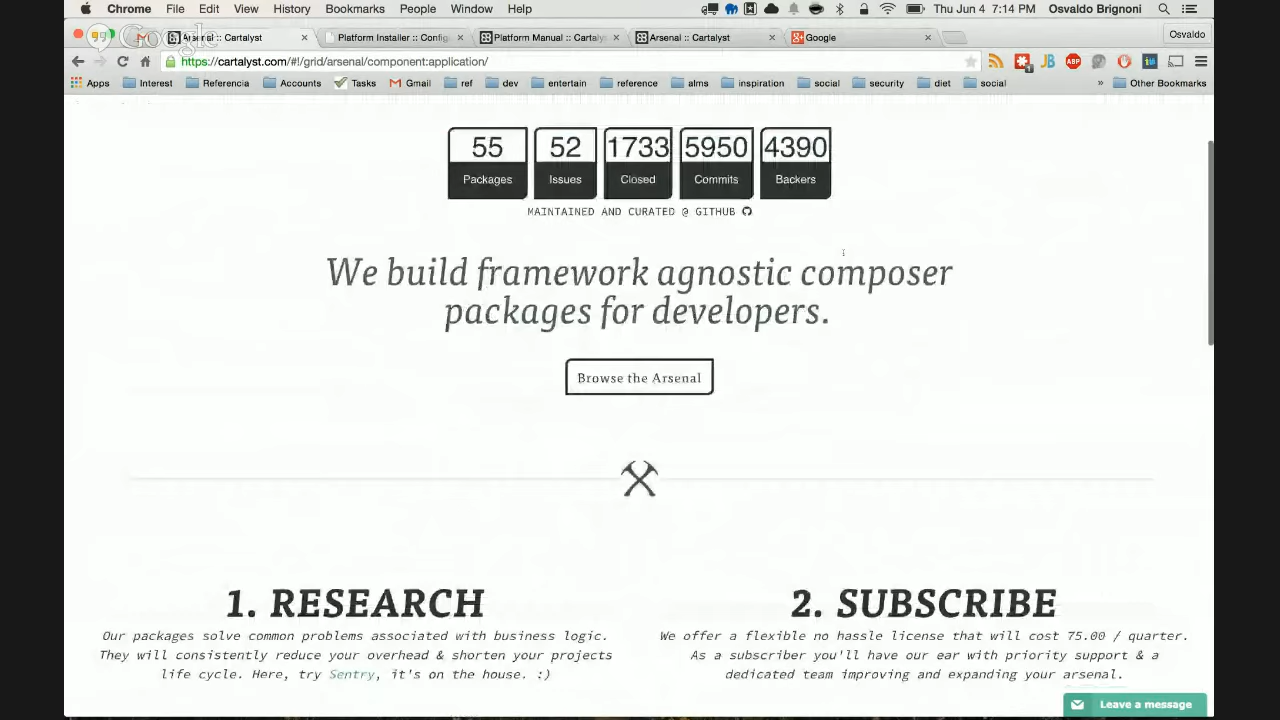 Chrome File Edit View History Bookmarks People Window Help Thu Jun 4 7:14 PM Osvaldo Brignoni
Google
Arsenal :: Cartalyst Platform Installer :: Config Platform Manual :: Cartalys Arsenal :: Cartalyst Google Osvaldo
https://cartalyst.com/#!/grid/arsenal/component:application/
Apps Interest Referencia Accounts Tasks Gmail ref dev entertain reference alms inspiration social security diet social » Other Bookmarks
55 52 1733 5950 4390
Packages Issues Closed Commits Backers
MAINTAINED AND CURATED @ GITHUB
We build framework agnostic composer
packages for developers.
Browse the Arsenal
1. RESEARCH
Our packages solve common problems associated with business logic.
They will consistently reduce your overhead & shorten your projects
life cycle. Here, try Sentry, it's on the house. :)
2. SUBSCRIBE
We offer a flexible no hassle license that will cost 75.00 / quarter.
As a subscriber you'll have our ear with priority support & a
dedicated team improving and expanding your arsenal.
Leave a message